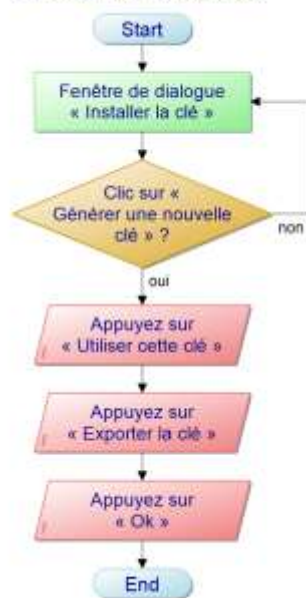 Start
Fenêtre de dialogue
« Installer la clé »
Clic sur «
Générer une nouvelle
clé » ?
non
oui
Appuyez sur
« Utiliser cette clé »
Appuyez sur
« Exporter la clé »
Appuyez sur
« Ok »
End